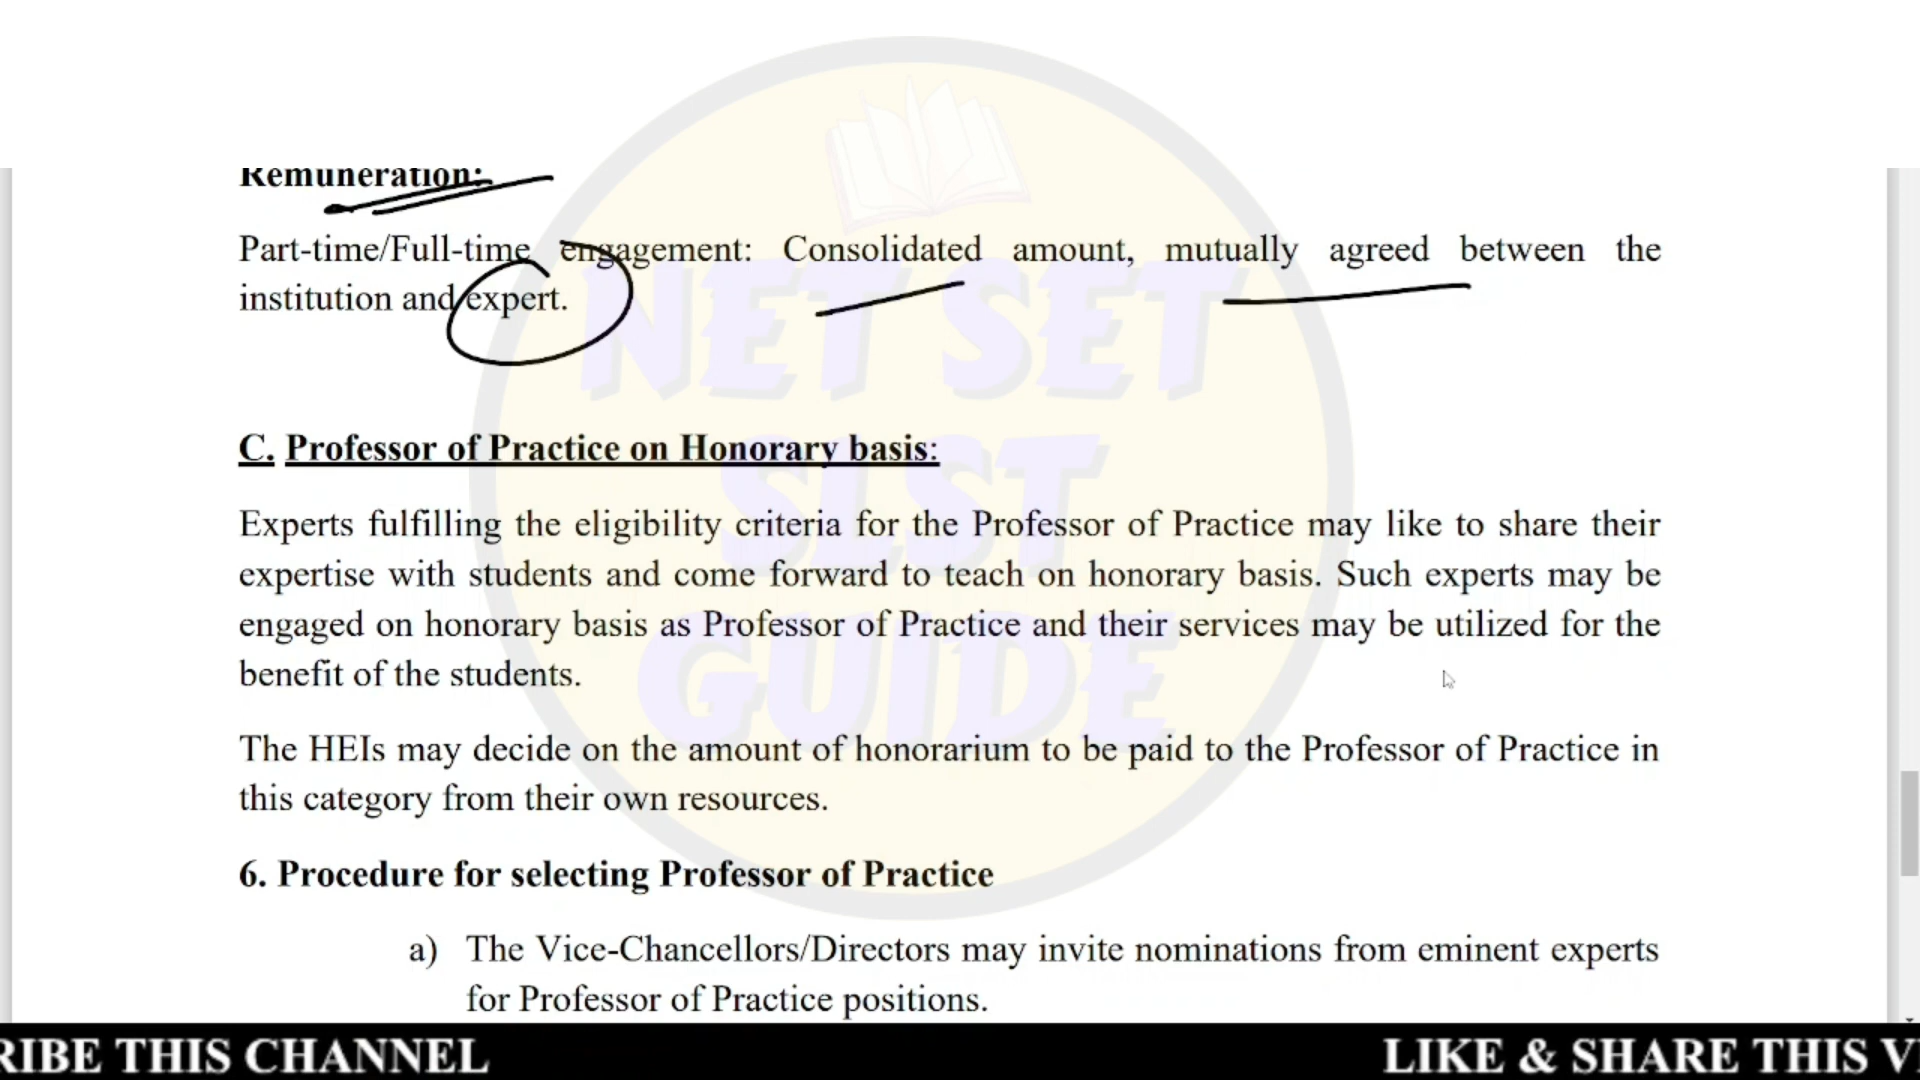 Remuneration:
Part-time/Full-time engagement: Consolidated amount, mutually agreed between the
institution and expert.
NET SET
SLST
GUIDE
C. Professor of Practice on Honorary basis:
Experts fulfilling the eligibility criteria for the Professor of Practice may like to share their
expertise with students and come forward to teach on honorary basis. Such experts may be
engaged on honorary basis as Professor of Practice and their services may be utilized for the
benefit of the students.
The HEIs may decide on the amount of honorarium to be paid to the Professor of Practice in
this category from their own resources.
6. Procedure for selecting Professor of Practice
a) The Vice-Chancellors/Directors may invite nominations from eminent experts
for Professor of Practice positions.
RIBE THIS CHANNEL
LIKE & SHARE THIS V